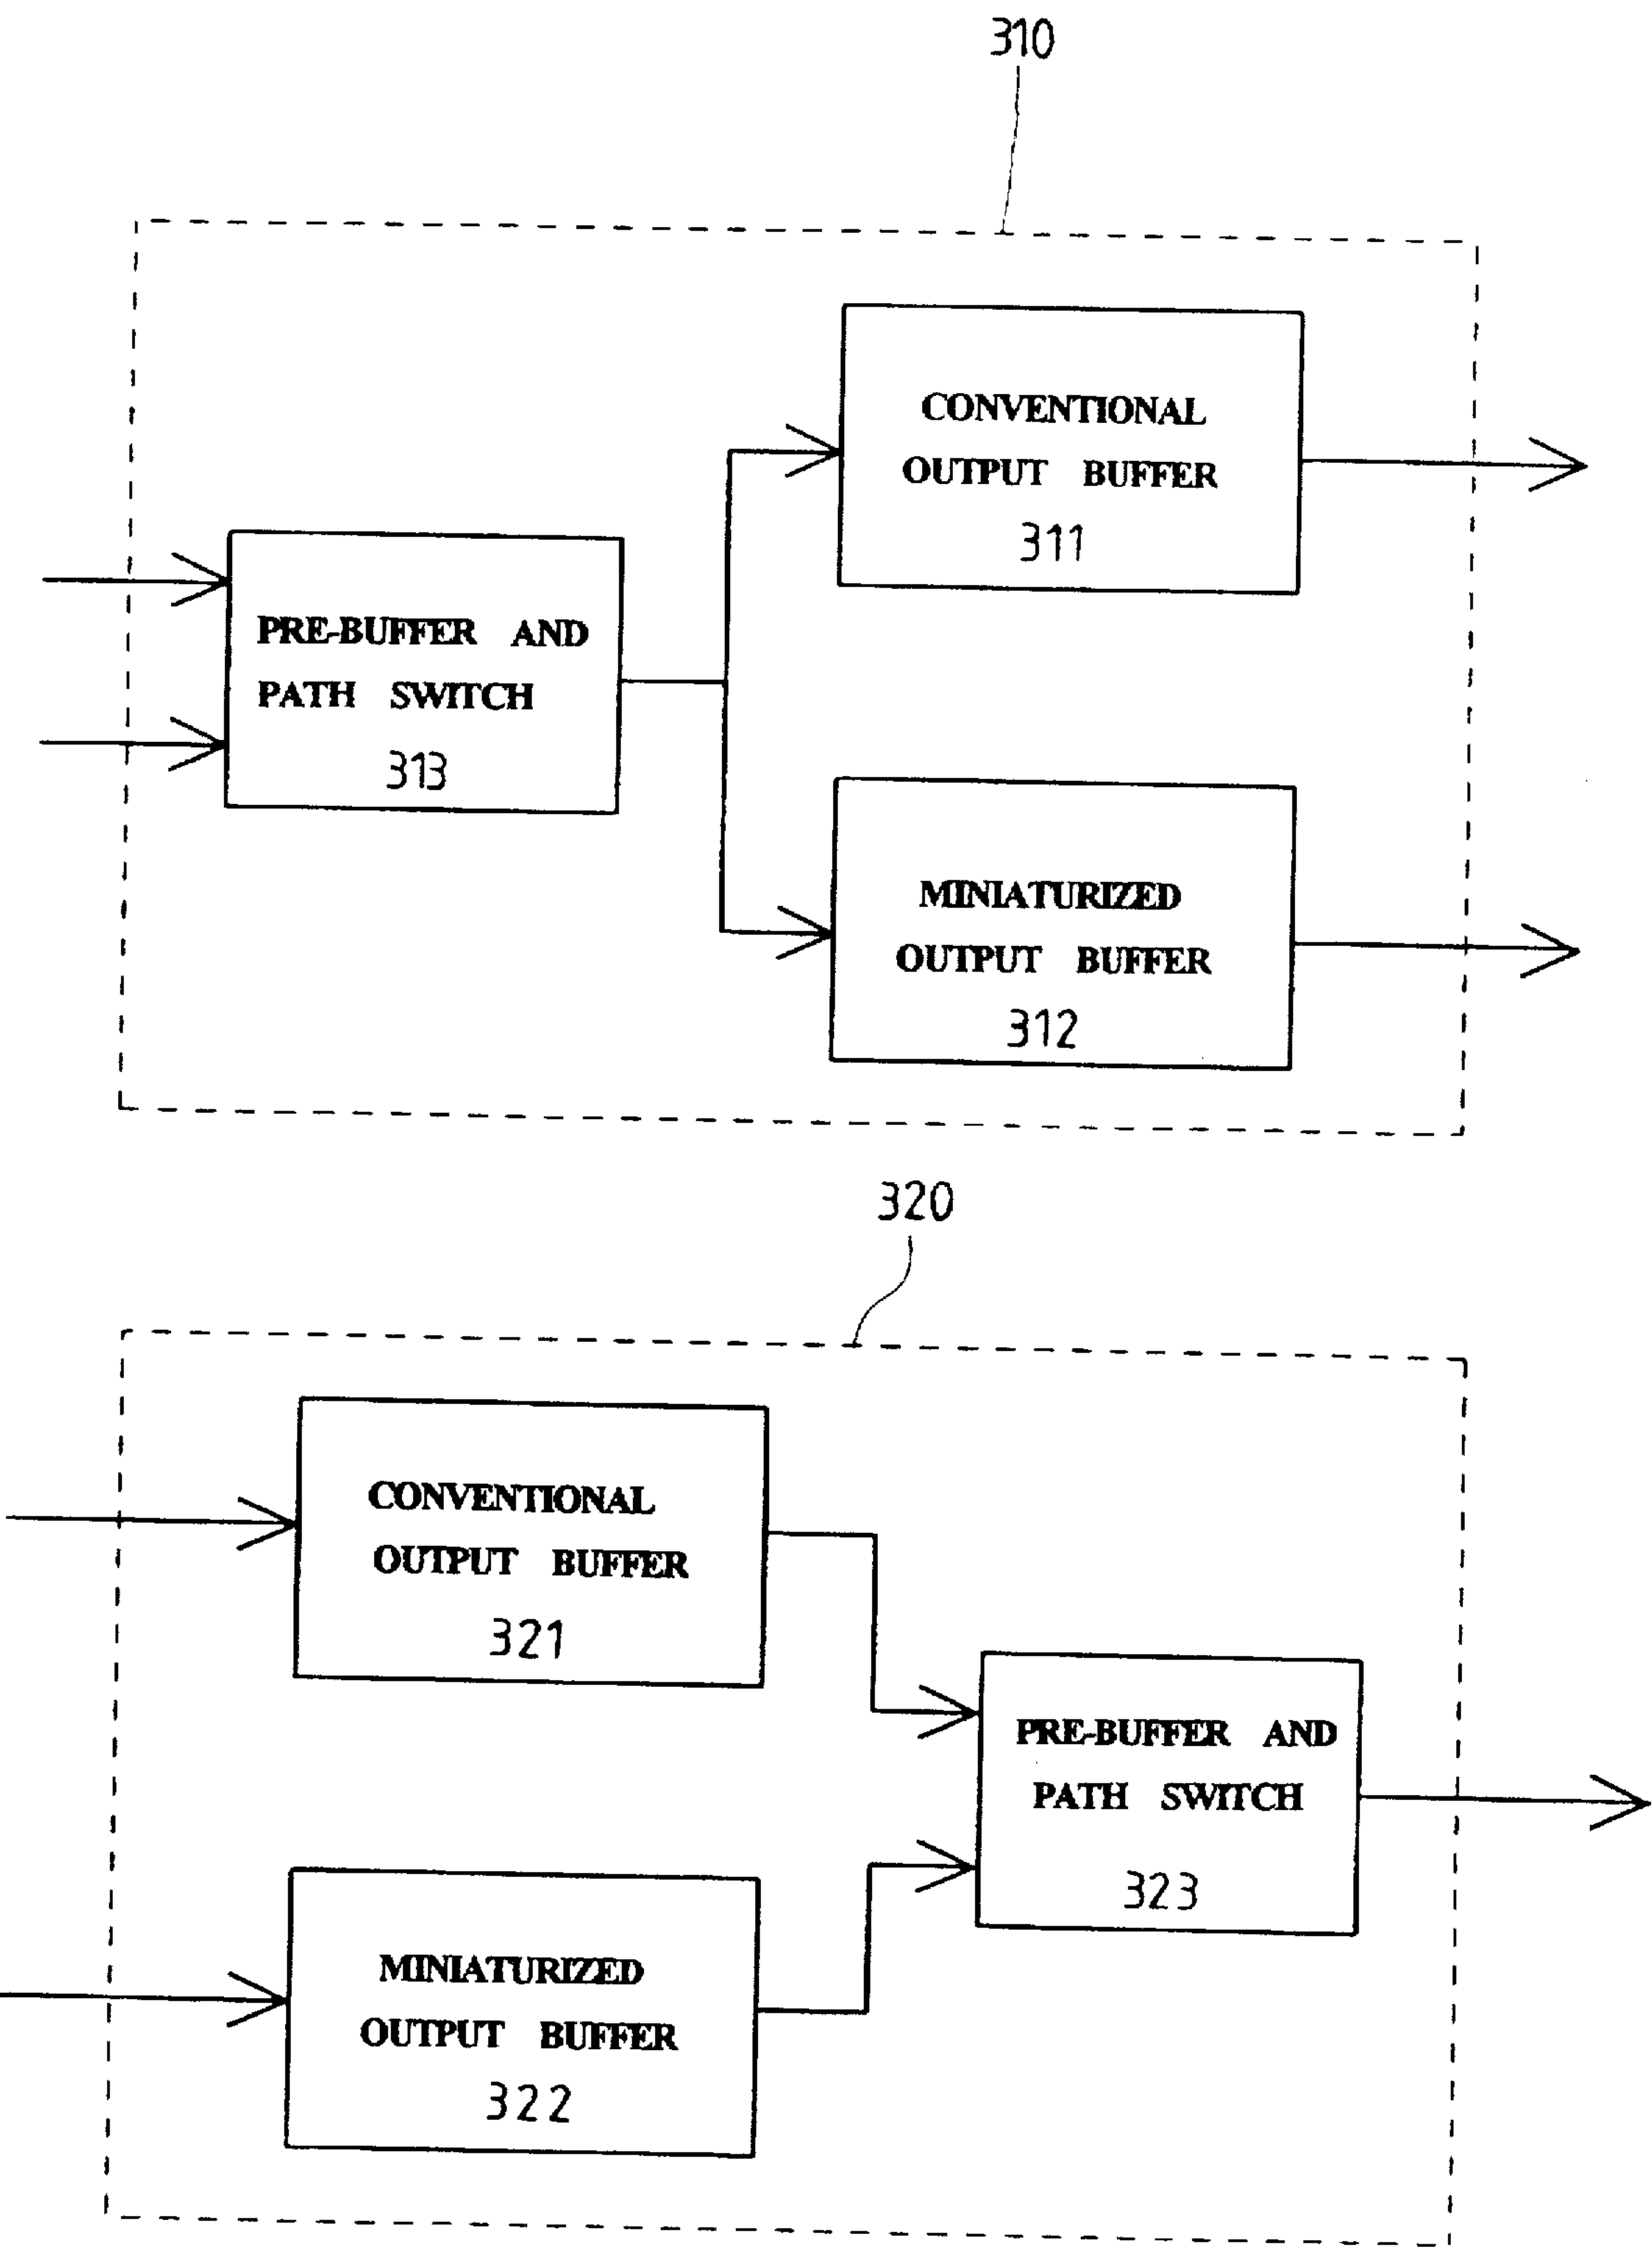 310
CONVENTIONAL
OUTPUT BUFFER
311
PRE-BUFFER AND
PATH SWITCH
313
MINIATURIZED
OUTPUT BUFFER
312
320
CONVENTIONAL
OUTPUT BUFFER
321
PRE-BUFFER AND
PATH SWITCH
323
MINIATURIZED
OUTPUT BUFFER
322